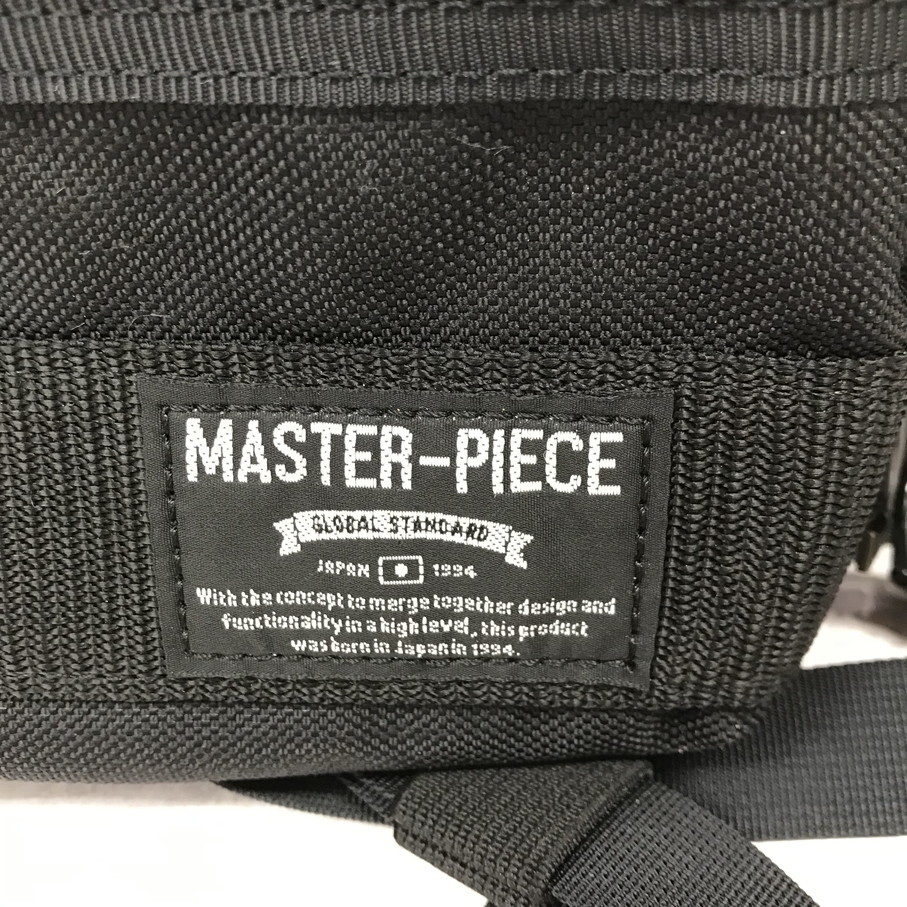 MASTER-PIECE
GLOBAL STANDARD
JAPAN 1994
With the concept to merge together design and
functionality in a high level, this product
was born in Japan in 1994.